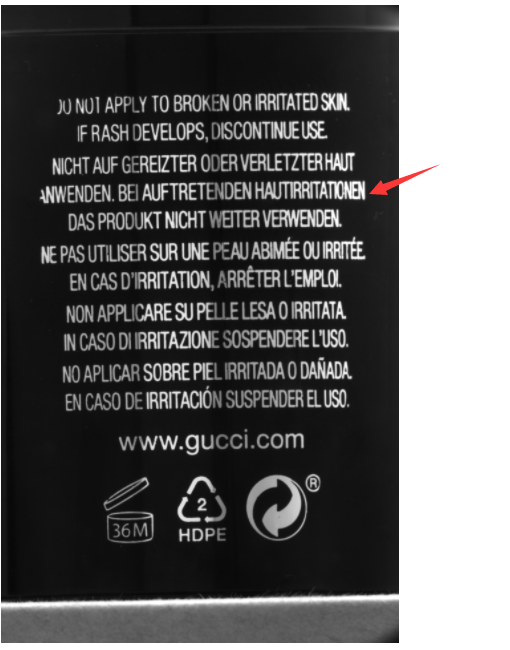 DO NOT APPLY TO BROKEN OR IRRITATED SKIN.
IF RASH DEVELOPS, DISCONTINUE USE.
NICHT AUF GEREIZTER ODER VERLETZTER HAUT
ANWENDEN. BEI AUFTRETENDEN HAUTIRRITATIONEN
DAS PRODUKT NICHT WEITER VERWENDEN.
NE PAS UTILISER SUR UNE PEAU ABIMÉE OU IRRITÉE.
EN CAS D'IRRITATION, ARRÊTER L'EMPLOI.
NON APPLICARE SU PELLE LESA O IRRITATA.
IN CASO DI IRRITAZIONE SOSPENDERE L'USO.
NO APLICAR SOBRE PIEL IRRITADA O DAÑADA.
EN CASO DE IRRITACIÓN SUSPENDER EL USO.
www.gucci.com
36M
2
HDPE
®